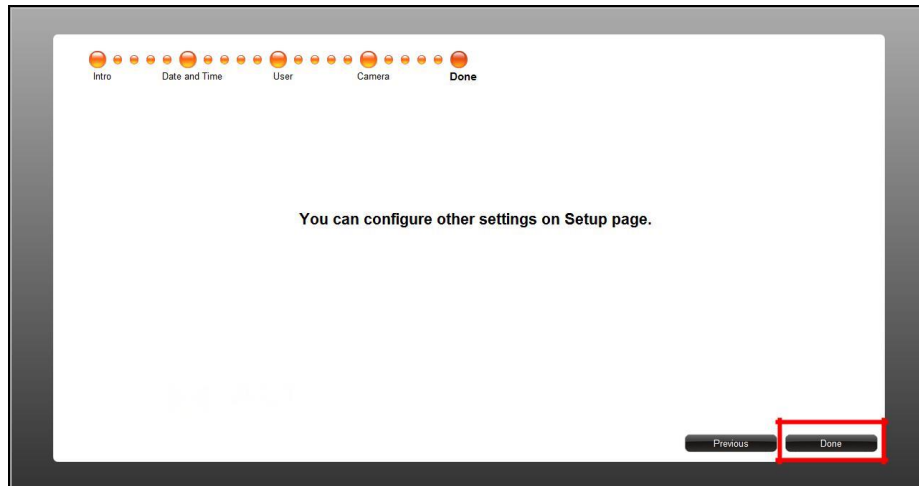 Intro Date and Time User Camera Done
You can configure other settings on Setup page.
Previous Done